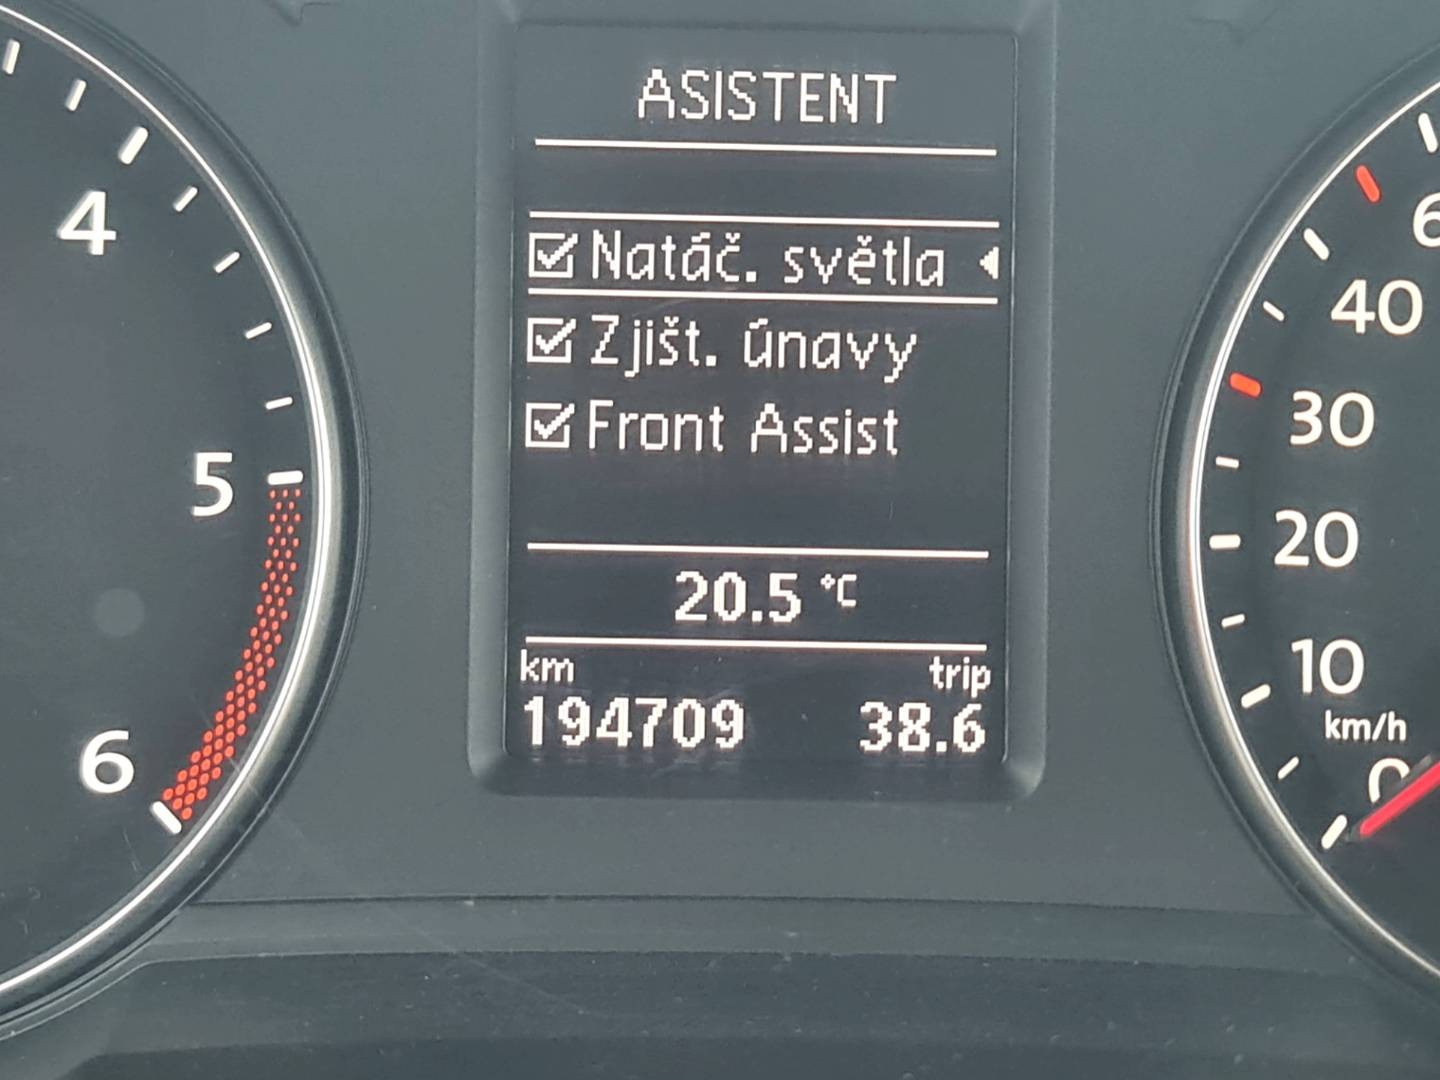 ASISTENT
Natáč. světla
Zjišt. únavy
Front Assist
20.5 °C
km trip
194709 38.6
4
5
6
40
30
20
10
km/h
0